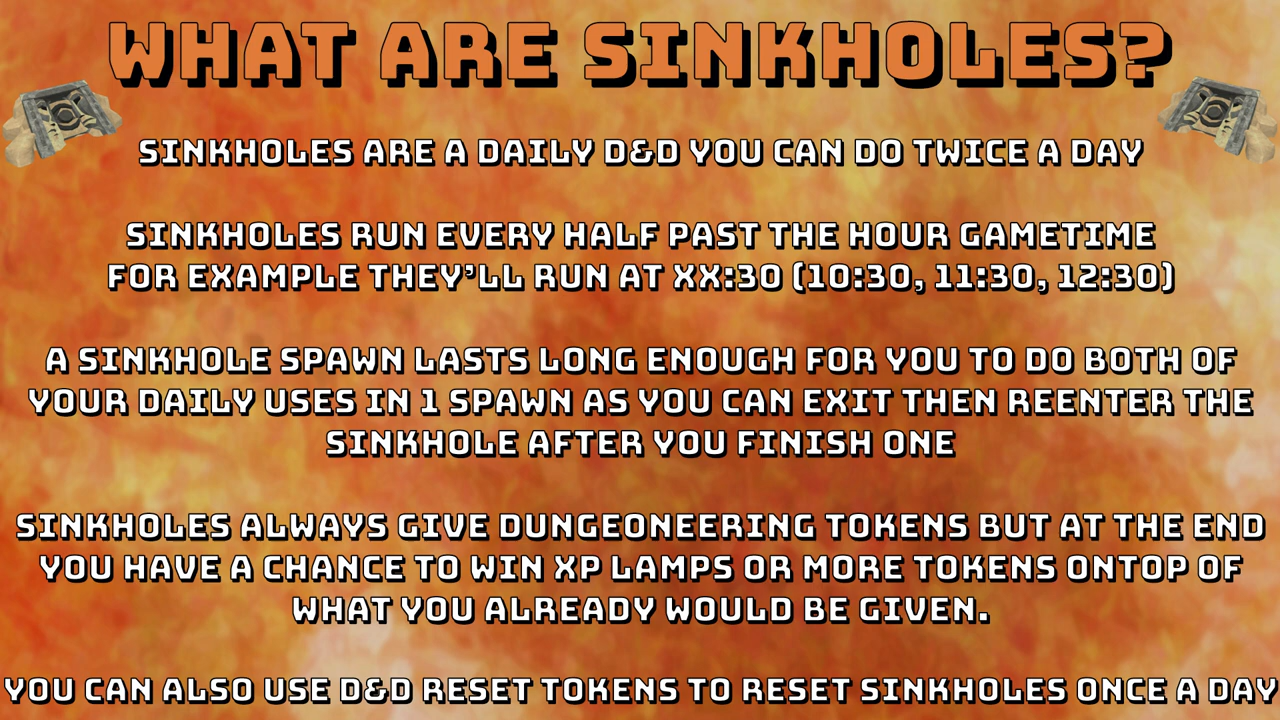 WHAT ARE SINKHOLES?
SINKHOLES ARE A DAILY D&D YOU CAN DO TWICE A DAY
SINKHOLES RUN EVERY HALF PAST THE HOUR GAMETIME
FOR EXAMPLE THEY'LL RUN AT XX:30 (10:30, 11:30, 12:30)
A SINKHOLE SPAWN LASTS LONG ENOUGH FOR YOU TO DO BOTH OF
YOUR DAILY USES IN 1 SPAWN AS YOU CAN EXIT THEN REENTER THE
SINKHOLE AFTER YOU FINISH ONE
SINKHOLES ALWAYS GIVE DUNGEONEERING TOKENS BUT AT THE END
YOU HAVE A CHANCE TO WIN XP LAMPS OR MORE TOKENS ONTOP OF
WHAT YOU ALREADY WOULD BE GIVEN.
YOU CAN ALSO USE D&D RESET TOKENS TO RESET SINKHOLES ONCE A DAY